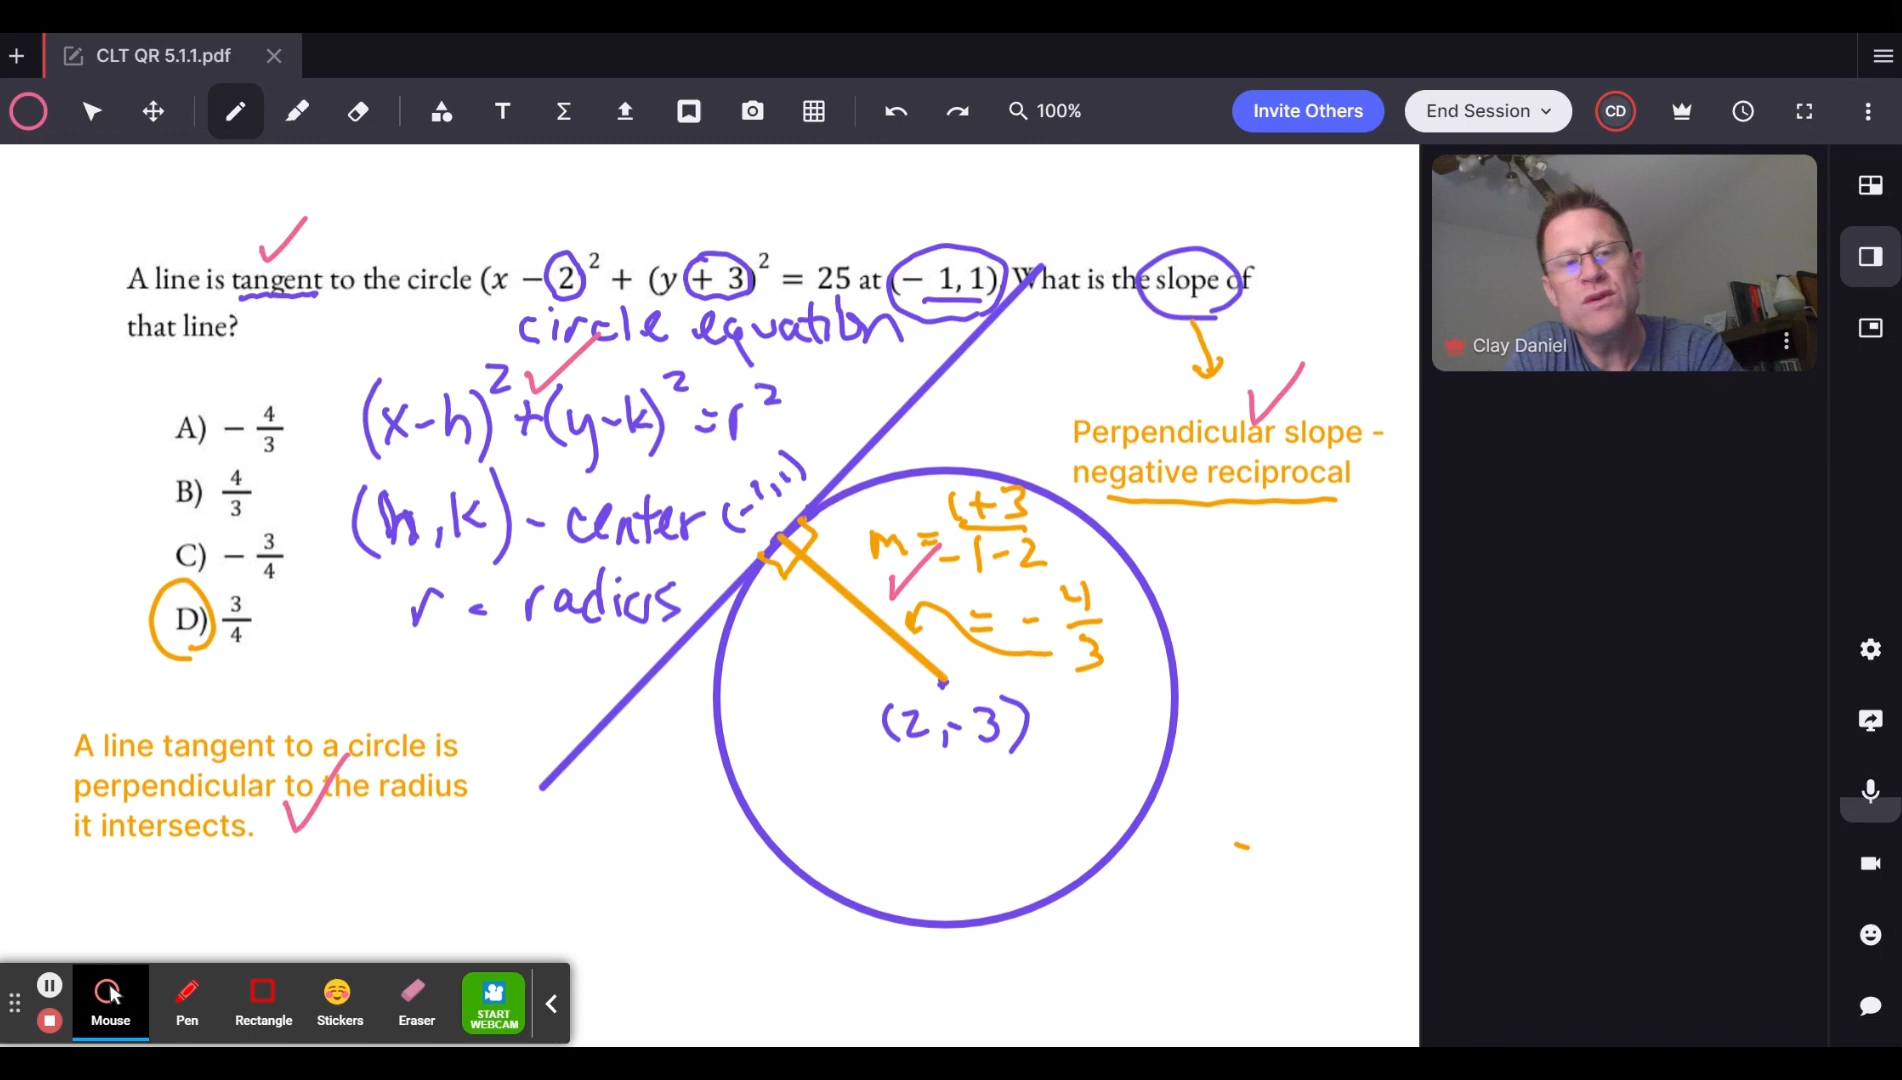 CLT QR 5.1.1.pdf
100%
Invite Others
End Session
CD
A line is tangent to the circle (x − 2)² + (y + 3)² = 25 at (− 1, 1). What is the slope of
that line?
circle equation
(x-h)² + (y-k)² = r²
A) − 4/3
B) 4/3
C) − 3/4
D) 3/4
(h,k) - center
r - radius
(-1,1)
m = 1+3/-1-2
= - 4/3
(2,-3)
Perpendicular slope -
negative reciprocal
A line tangent to a circle is
perpendicular to the radius
it intersects.
Clay Daniel
Mouse
Pen
Rectangle
Stickers
Eraser
START
WEBCAM